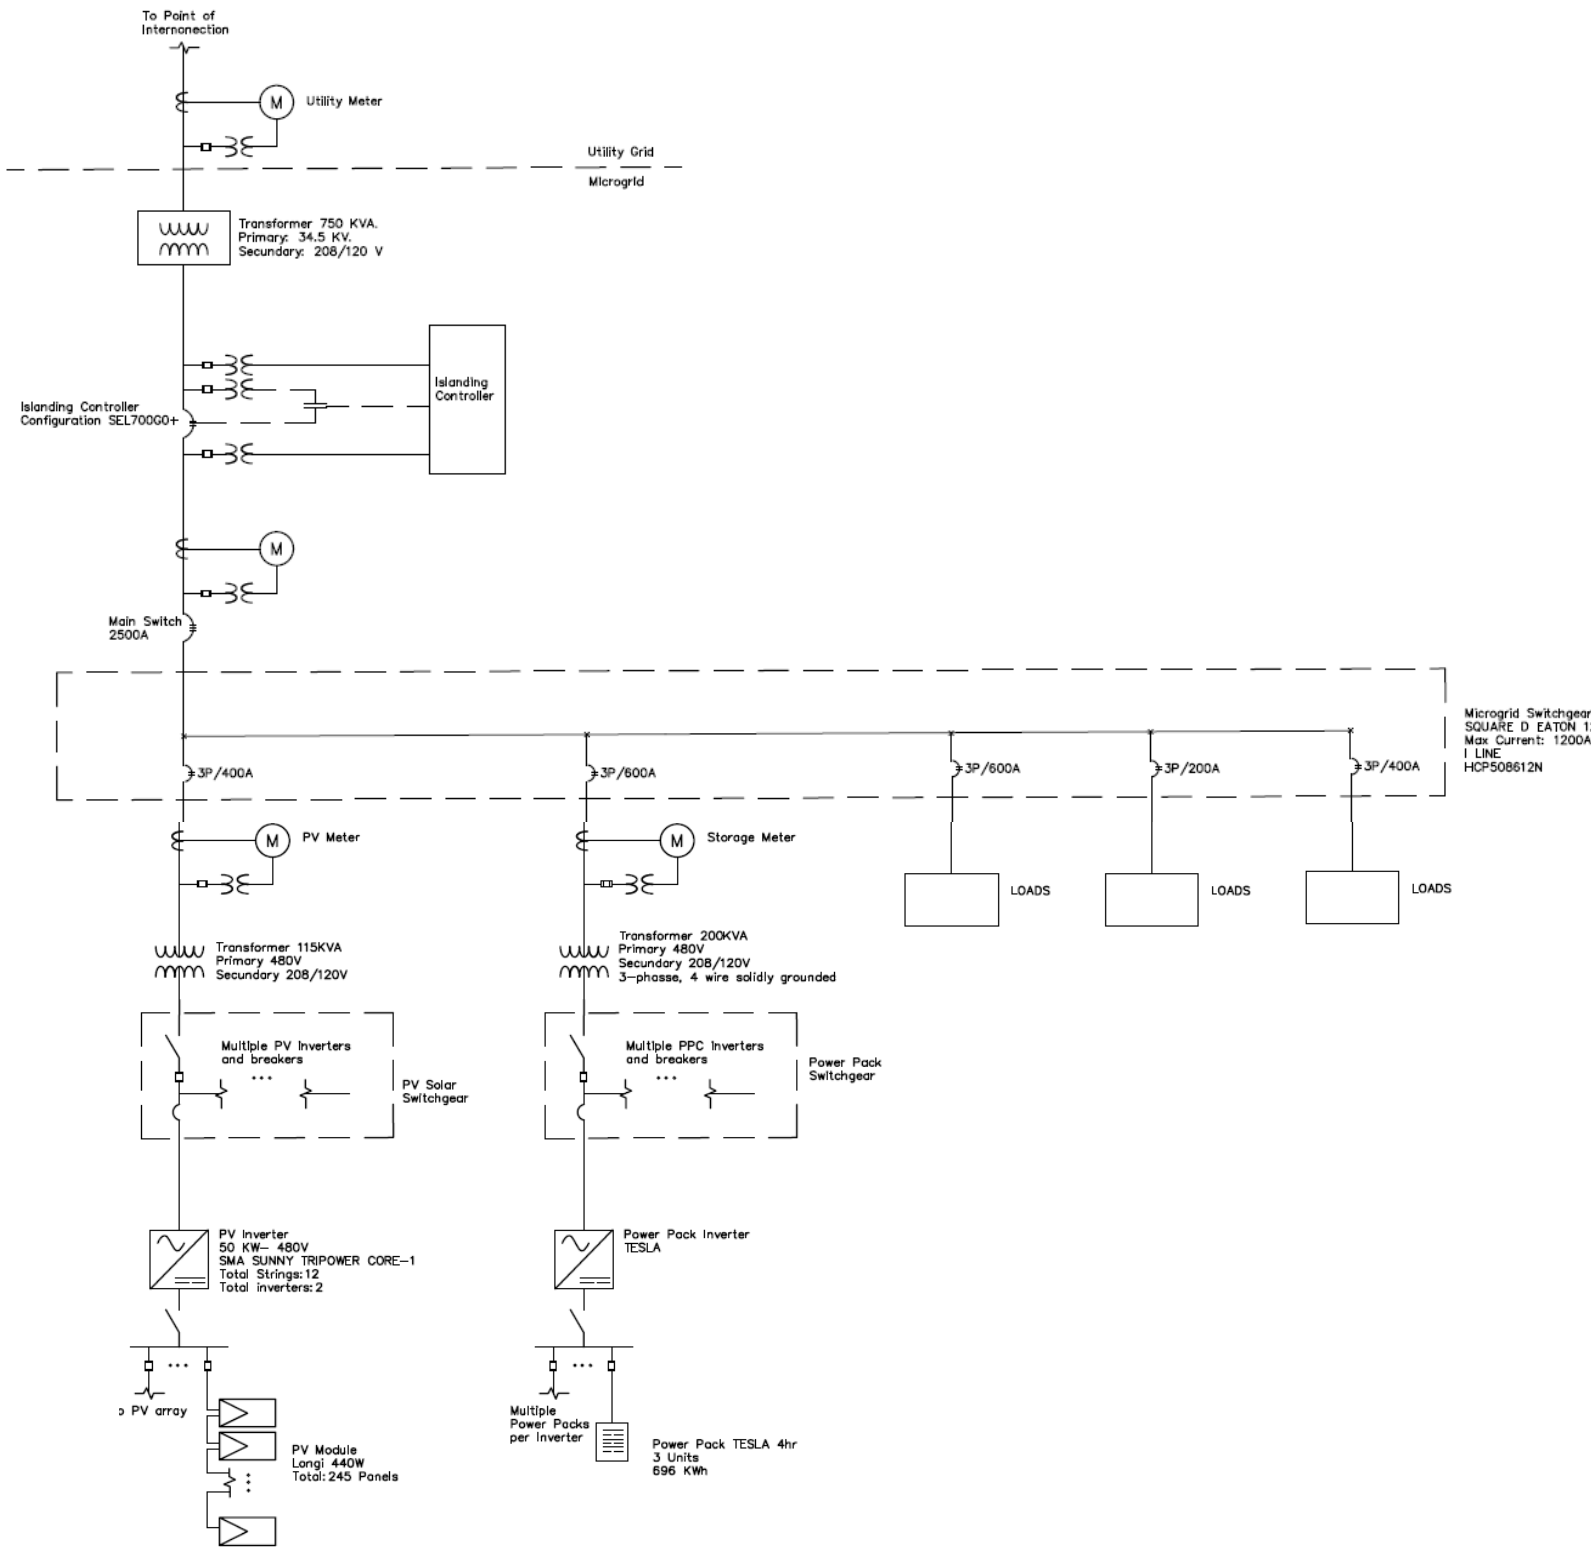 To Point of
Internonection
M
Utility Meter
Utility Grid
Microgrid
Transformer 750 KVA.
Primary: 34.5 KV.
Secundary: 208/120 V
Islanding
Controller
Islanding Controller
Configuration SEL700G0+
M
Main Switch
2500A
Microgrid Switchgear
SQUARE D EATON
Max Current: 1200A
I LINE
HCP508612N
3P/400A
3P/600A
3P/600A
3P/200A
3P/400A
M
PV Meter
M
Storage Meter
LOADS
LOADS
LOADS
Transformer 115KVA
Primary 480V
Secundary 208/120V
Transformer 200KVA
Primary 480V
Secundary 208/120V
3-phasse, 4 wire solidly grounded
Multiple PV inverters
and breakers
...
PV Solar
Switchgear
Multiple PPC inverters
and breakers
...
Power Pack
Switchgear
PV Inverter
50 KW- 480V
SMA SUNNY TRIPOWER CORE-1
Total Strings:12
Total inverters:2
Power Pack Inverter
TESLA
...
...
PV array
PV Module
Longi 440W
Total:245 Panels
Multiple
Power Packs
per Inverter
Power Pack TESLA 4hr
3 Units
696 KWh